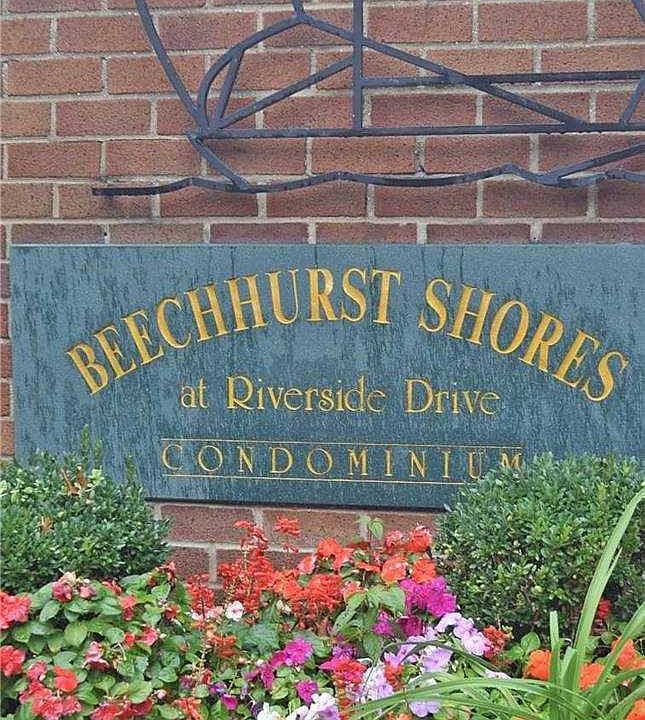 BEECHHURST SHORES
at Riverside Drive
CONDOMINIUM